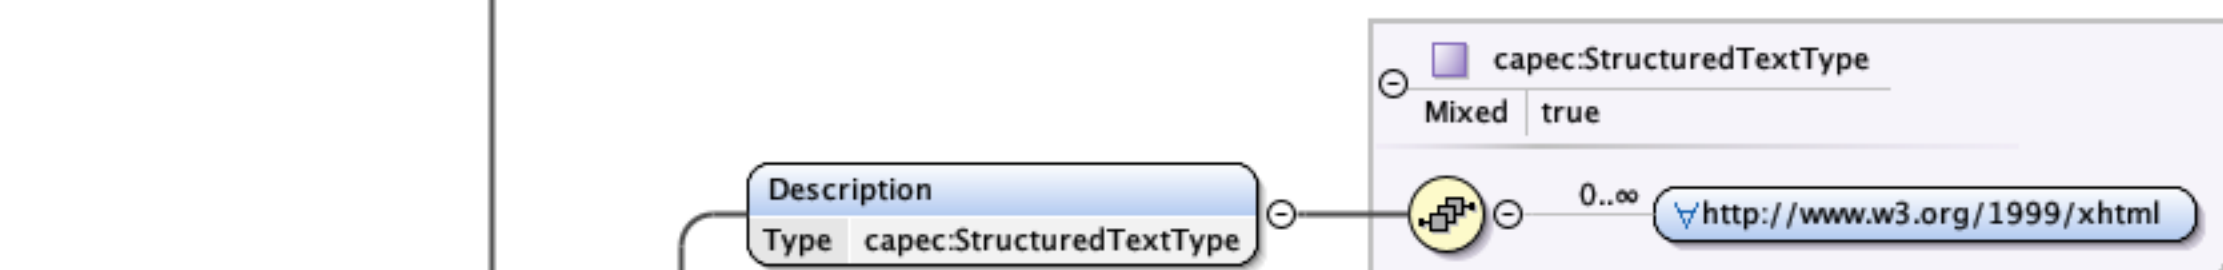 capec:StructuredTextType
Mixed true
Description
Type capec:StructuredTextType
0..∞
∀http://www.w3.org/1999/xhtml